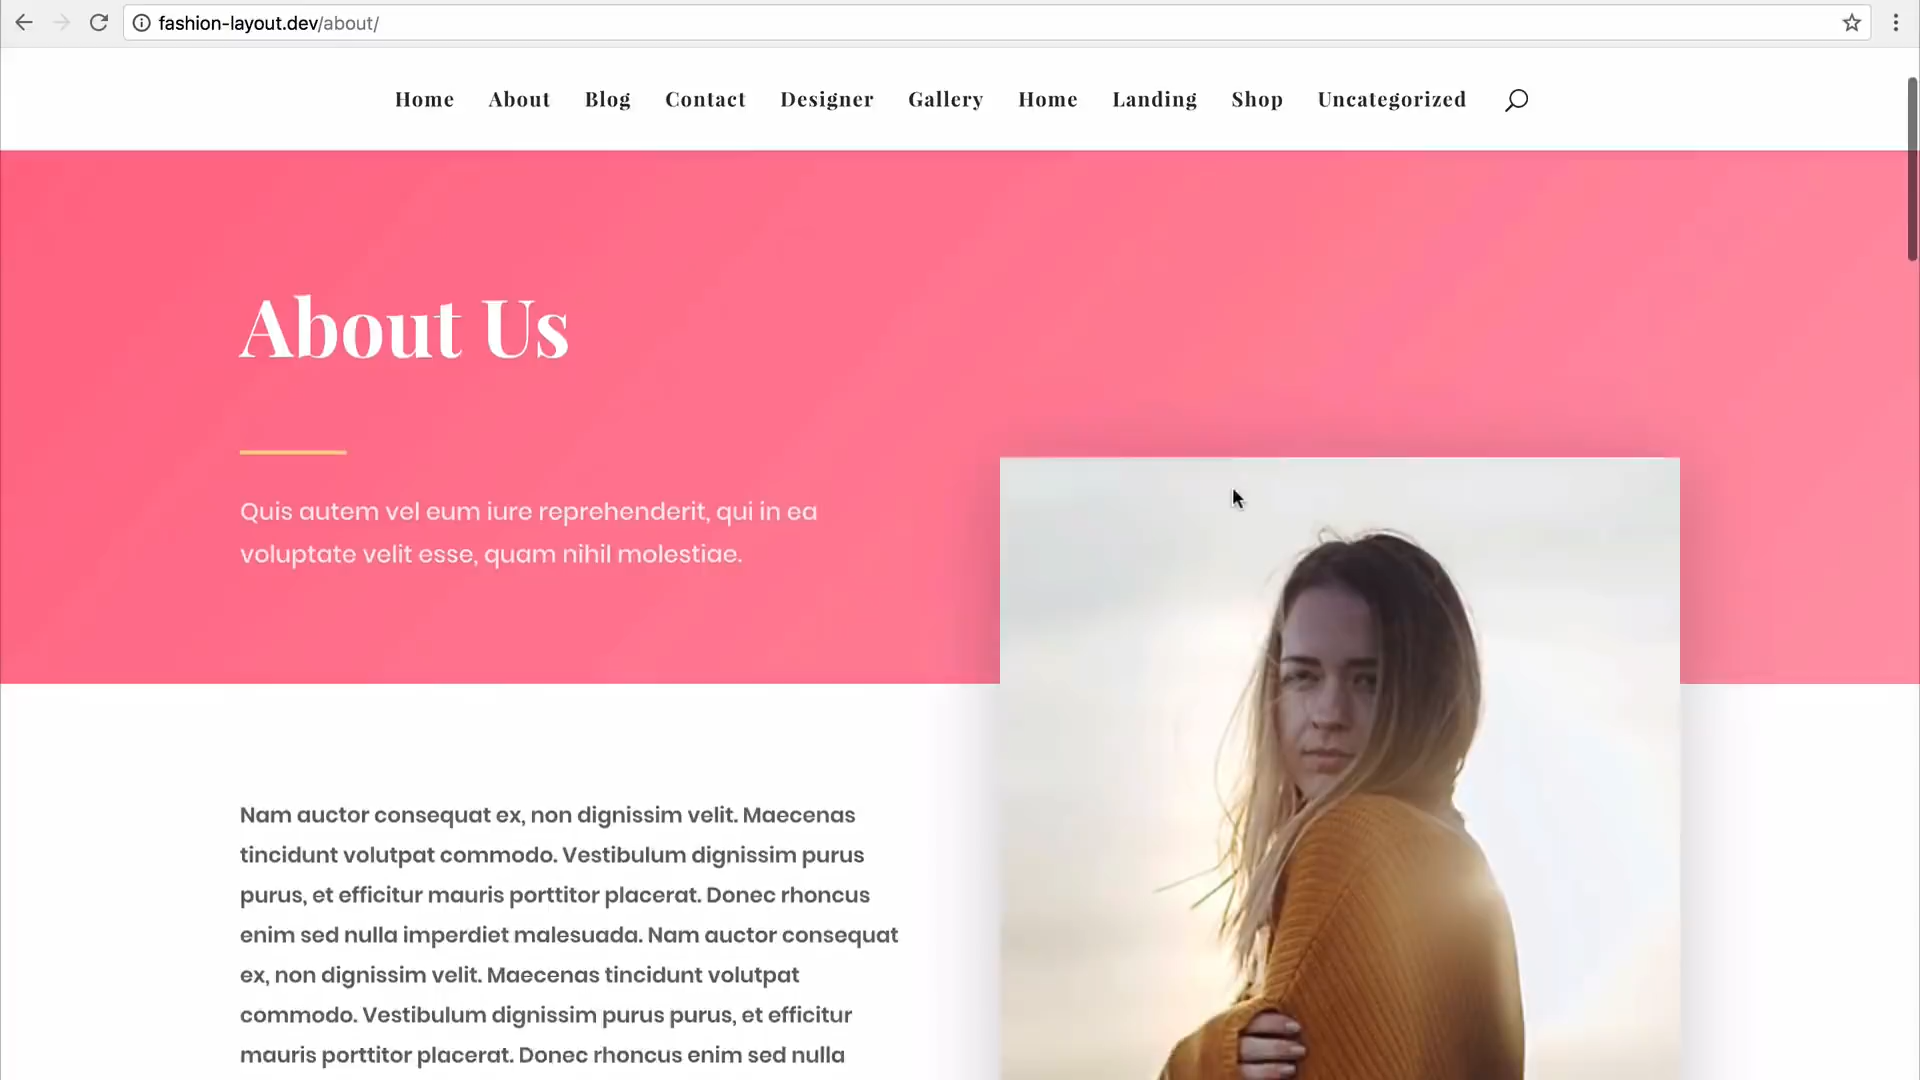 fashion-layout.dev/about/
Home About Blog Contact Designer Gallery Home Landing Shop Uncategorized
About Us
Quis autem vel eum iure reprehenderit, qui in ea
voluptate velit esse, quam nihil molestiae.
Nam auctor consequat ex, non dignissim velit. Maecenas
tincidunt volutpat commodo. Vestibulum dignissim purus
purus, et efficitur mauris porttitor placerat. Donec rhoncus
enim sed nulla imperdiet malesuada. Nam auctor consequat
ex, non dignissim velit. Maecenas tincidunt volutpat
commodo. Vestibulum dignissim purus purus, et efficitur
mauris porttitor placerat. Donec rhoncus enim sed nulla